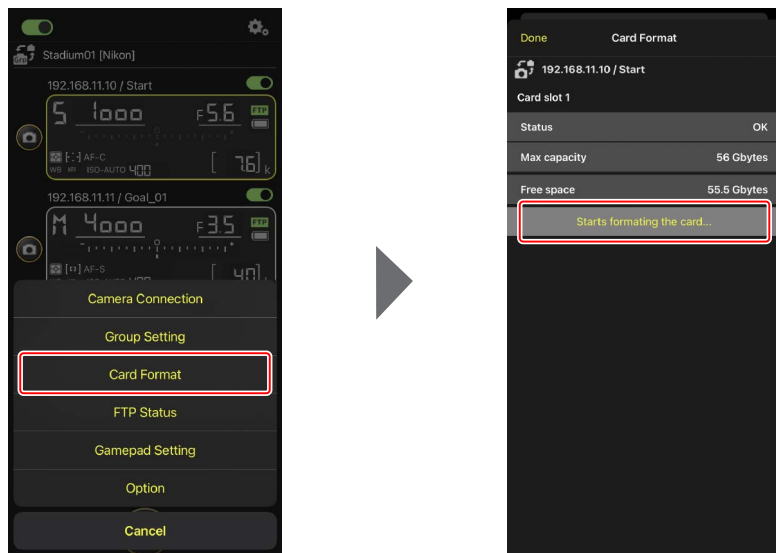 Grp Stadium01 [Nikon]
192.168.11.10 / Start
S 1000 F5.6 FTP
AF-C
WB ISO-AUTO 400 [ 7.6] k
192.168.11.11 / Goal_01
M 4000 F3.5 FTP
AF-S
Camera Connection
Group Setting
Card Format
FTP Status
Gamepad Setting
Option
Cancel
Done Card Format
192.168.11.10 / Start
Card slot 1
Status OK
Max capacity 56 Gbytes
Free space 55.5 Gbytes
Starts formating the card...